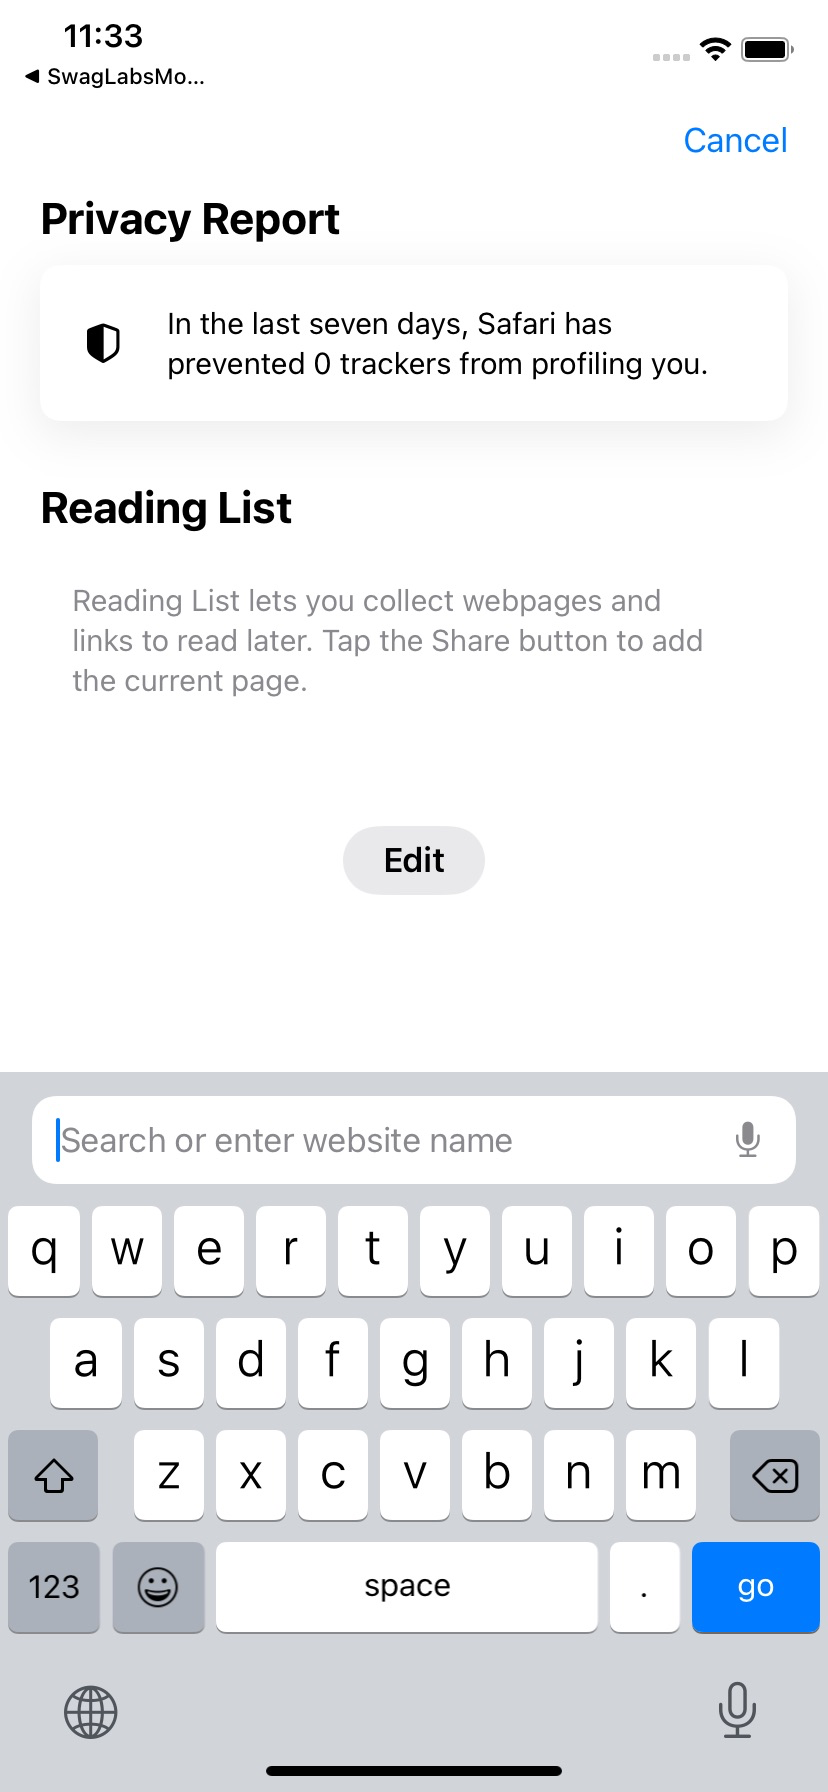 11:33
◀ SwagLabsMo...
Cancel
Privacy Report
In the last seven days, Safari has
prevented 0 trackers from profiling you.
Reading List
Reading List lets you collect webpages and
links to read later. Tap the Share button to add
the current page.
Edit
Search or enter website name
q w e r t y u i o p
a s d f g h j k l
z x c v b n m
123 space . go